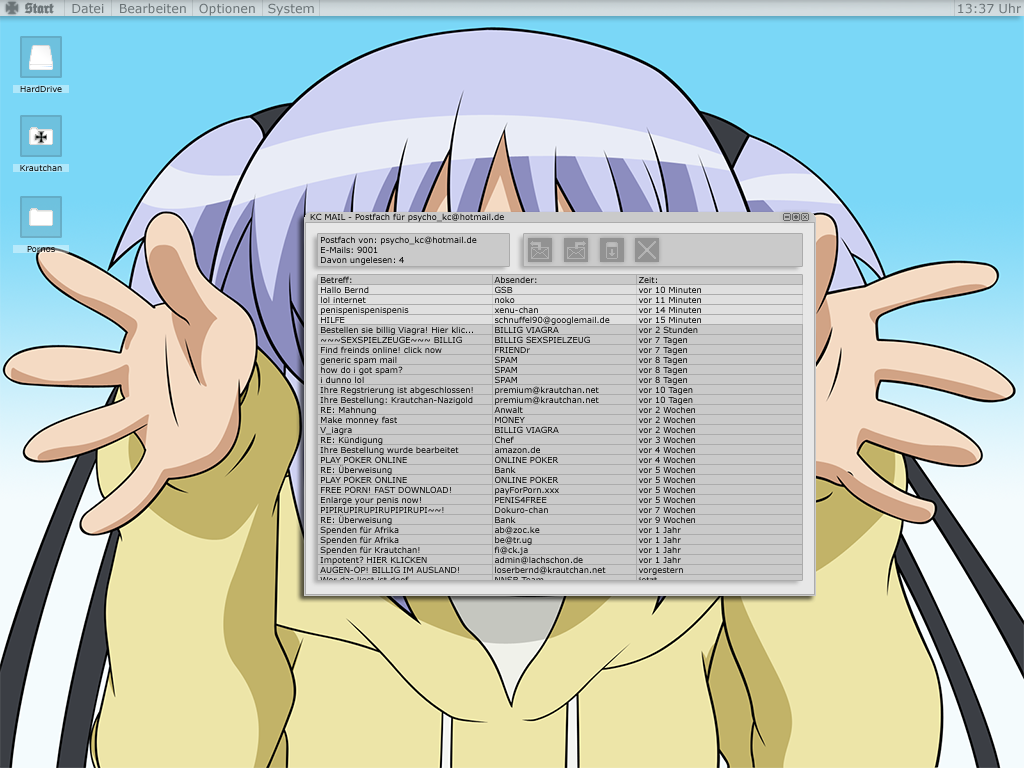 Start Datei Bearbeiten Optionen System 13:37 Uhr
HardDrive
Krautchan
Pornos
KC MAIL - Postfach für psycho_kc@hotmail.de
Postfach von: psycho_kc@hotmail.de
E-Mails: 9001
Davon ungelesen: 4
Betreff: Absender: Zeit:
Hallo Bernd GSB vor 10 Minuten
lol internet noko vor 11 Minuten
penispenispenispenis xenu-chan vor 14 Minuten
HILFE schnuffel90@googlemail.de vor 15 Minuten
Bestellen sie billig Viagra! Hier klic... BILLIG VIAGRA vor 2 Stunden
~~~SEXSPIELZEUGE~~~ BILLIG BILLIG SEXSPIELZEUG vor 7 Tagen
Find freinds online! click now FRIENDr vor 7 Tagen
generic spam mail SPAM vor 8 Tagen
how do i got spam? SPAM vor 8 Tagen
i dunno lol SPAM vor 8 Tagen
Ihre Regstrierung ist abgeschlossen! premium@krautchan.net vor 10 Tagen
Ihre Bestellung: Krautchan-Nazigold premium@krautchan.net vor 10 Tagen
RE: Mahnung Anwalt vor 2 Wochen
Make monney fast MONEY vor 2 Wochen
V_iagra BILLIG VIAGRA vor 2 Wochen
RE: Kündigung Chef vor 3 Wochen
Ihre Bestellung wurde bearbeitet amazon.de vor 4 Wochen
PLAY POKER ONLINE ONLINE POKER vor 4 Wochen
RE: Überweisung Bank vor 5 Wochen
PLAY POKER ONLINE ONLINE POKER vor 5 Wochen
FREE PORN! FAST DOWNLOAD! payForPorn.xxx vor 5 Wochen
Enlarge your penis now! PENIS4FREE vor 5 Wochen
PIPIRUPIRUPIRUPIPIRUPI~~! Dokuro-chan vor 7 Wochen
RE: Überweisung Bank vor 9 Wochen
Spenden für Afrika ab@zoc.ke vor 1 Jahr
Spenden für Afrika be@tr.ug vor 1 Jahr
Spenden für Krautchan! fi@ck.ja vor 1 Jahr
Impotent? HIER KLICKEN admin@lachschon.de vor 1 Jahr
AUGEN-OP! BILLIG IM AUSLAND! loserbernd@krautchan.net vorgestern
Wer das liest ist doof Team jetzt